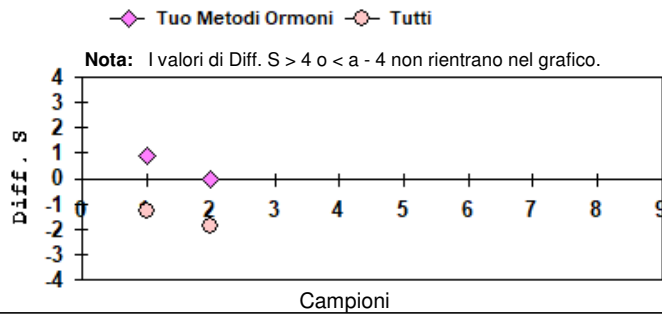 Tuo Metodi Ormoni Tutti
Nota: I valori di Diff. S > 4 o < a - 4 non rientrano nel grafico.
4
3
2
1
0
-1
-2
-3
-4
Diff. S
0 1 2 3 4 5 6 7 8 9
Campioni